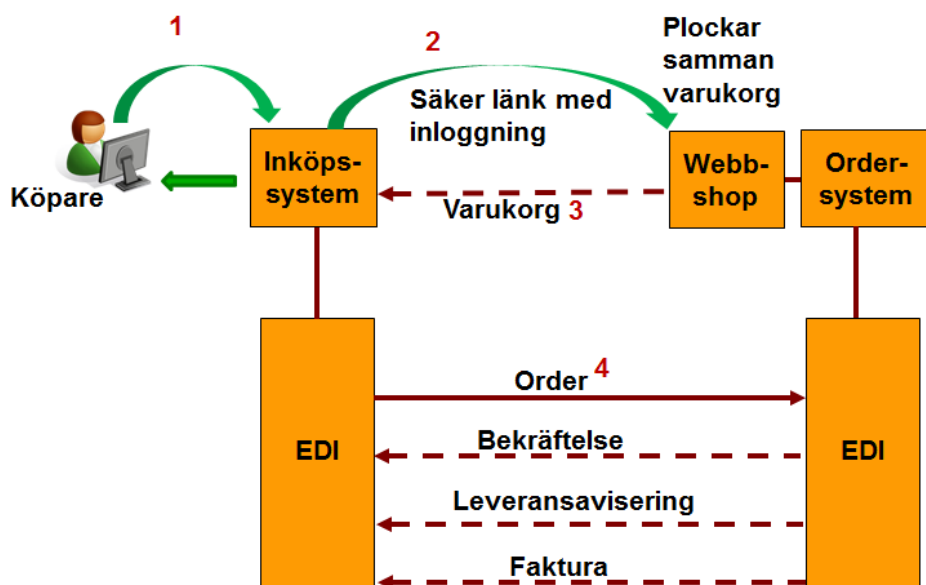 1
2
Plockar
samman
varukorg
Säker länk med
inloggning
Köpare
Inköps-
system
Webb-
shop
Order-
system
Varukorg 3
Order 4
Bekräftelse
EDI
EDI
Leveransavisering
Faktura